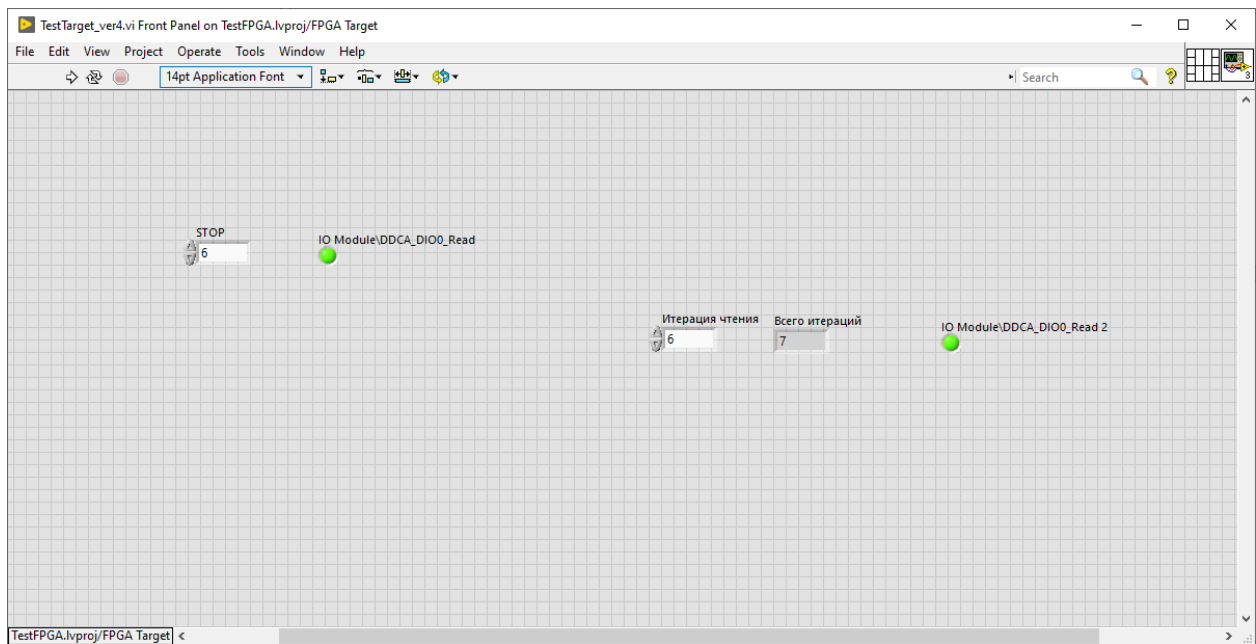 TestTarget_ver4.vi Front Panel on TestFPGA.lvproj/FPGA Target
File Edit View Project Operate Tools Window Help
14pt Application Font Search ? 3
STOP
6
IO Module\DDCA_DIO0_Read
Итерация чтения Всего итераций
6 7
IO Module\DDCA_DIO0_Read 2
TestFPGA.lvproj/FPGA Target